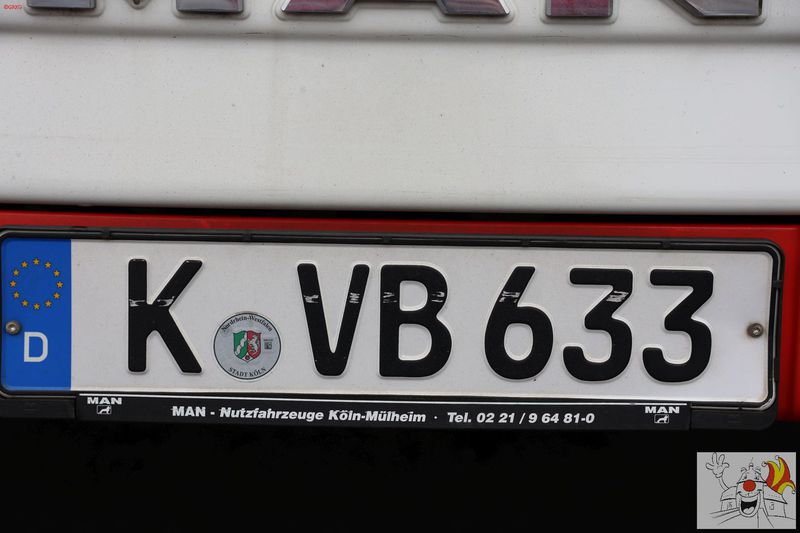 MAN
D
K VB 633
Nordrhein-Westfalen
STADT KÖLN
MAN
MAN - Nutzfahrzeuge Köln-Mülheim · Tel. 02 21 / 9 64 81-0
MAN